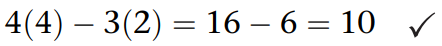 4(4) − 3(2) = 16 − 6 = 10 ✓